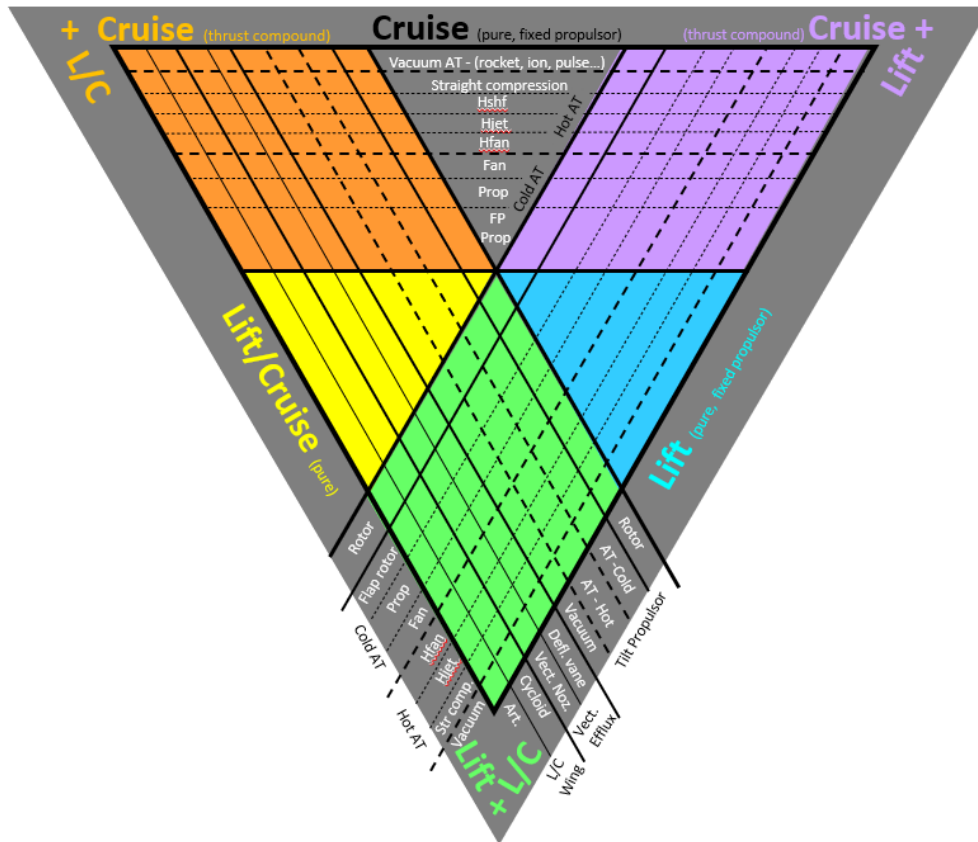 + Cruise (thrust compound)
L/C
Cruise (pure, fixed propulsor)
(thrust compound) Cruise +
Lift
Vacuum AT - (rocket, ion, pulse...)
Straight compression
Hshf
Hjet
Hfan
Fan
Prop
FP
Prop
Hot AT
Cold AT
Lift/Cruise (pure)
Lift (pure, fixed propulsor)
Rotor
Flap rotor
Prop
Fan
Hfan
Hjet
Str comp.
Vacuum
Cold AT
Hot AT
Rotor
AT -Cold
AT - Hot
Vacuum
Defl. vane
Vect. Noz.
Cycloid
Art.
Tilt Propulsor
Vect.
Efflux
L/C
Wing
Lift
+ L/C